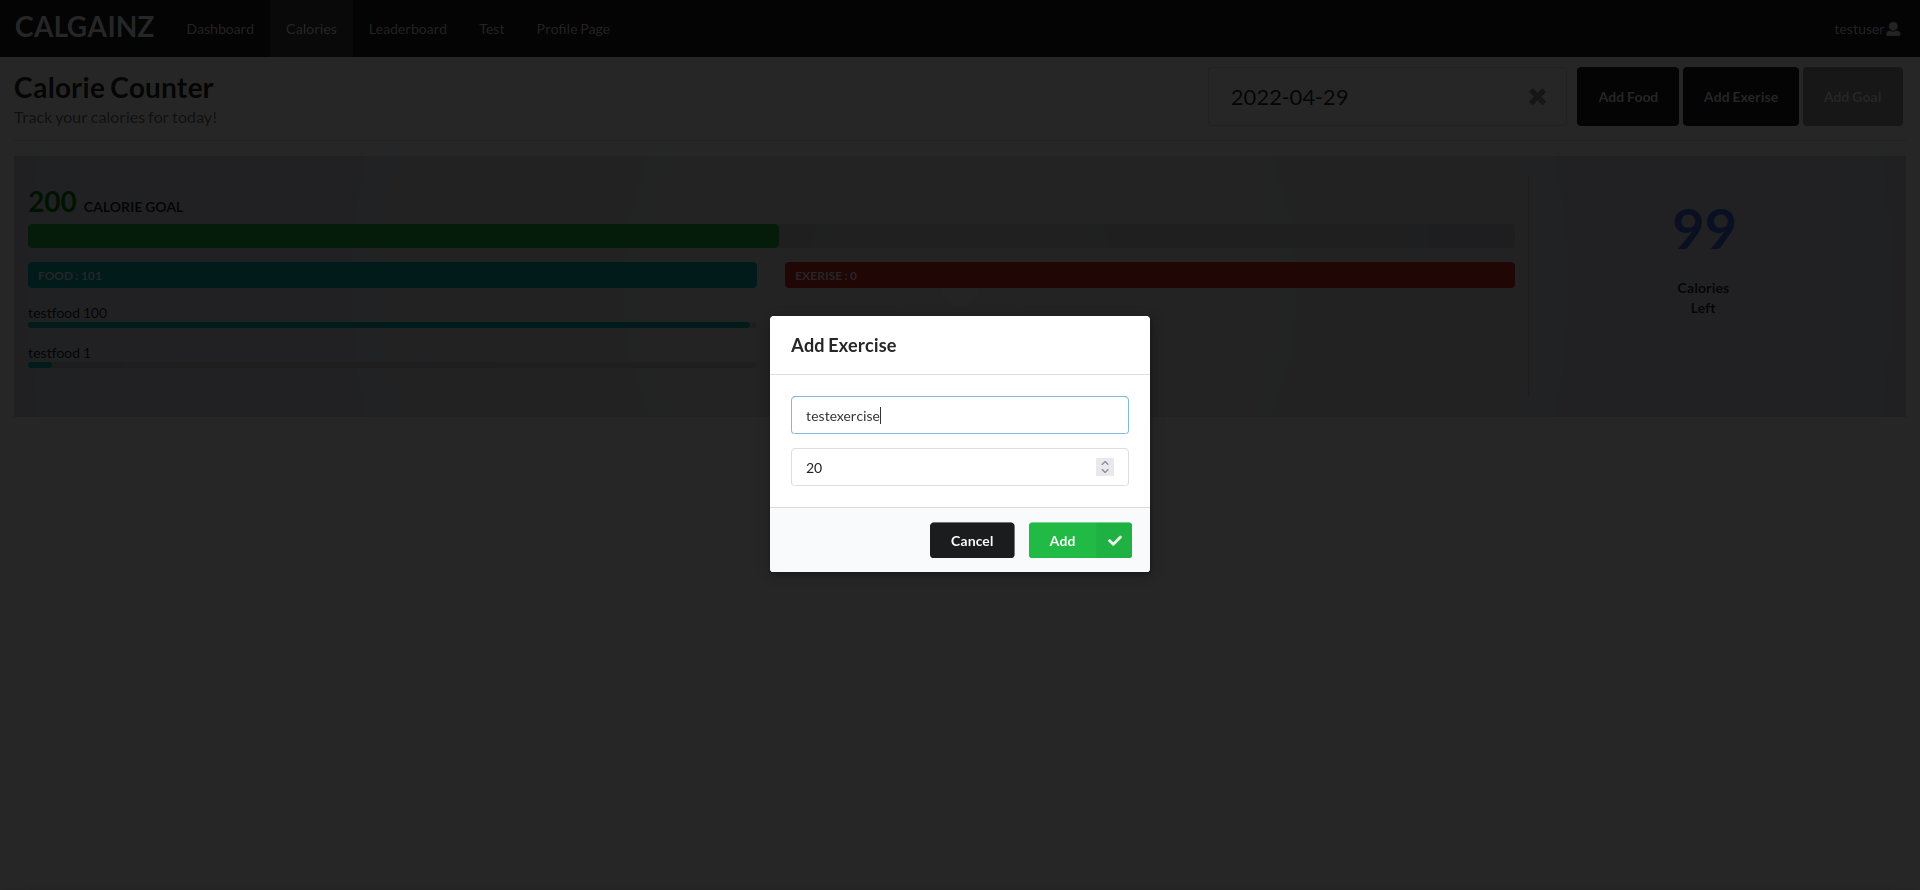 CALGAINZ Dashboard Calories Leaderboard Test Profile Page testuser
Calorie Counter
Track your calories for today!
2022-04-29 Add Food Add Exerise Add Goal
200 CALORIE GOAL
FOOD : 101 EXERISE : 0
testfood 100
testfood 1
99
Calories
Left
Add Exercise
testexercise
20
Cancel Add